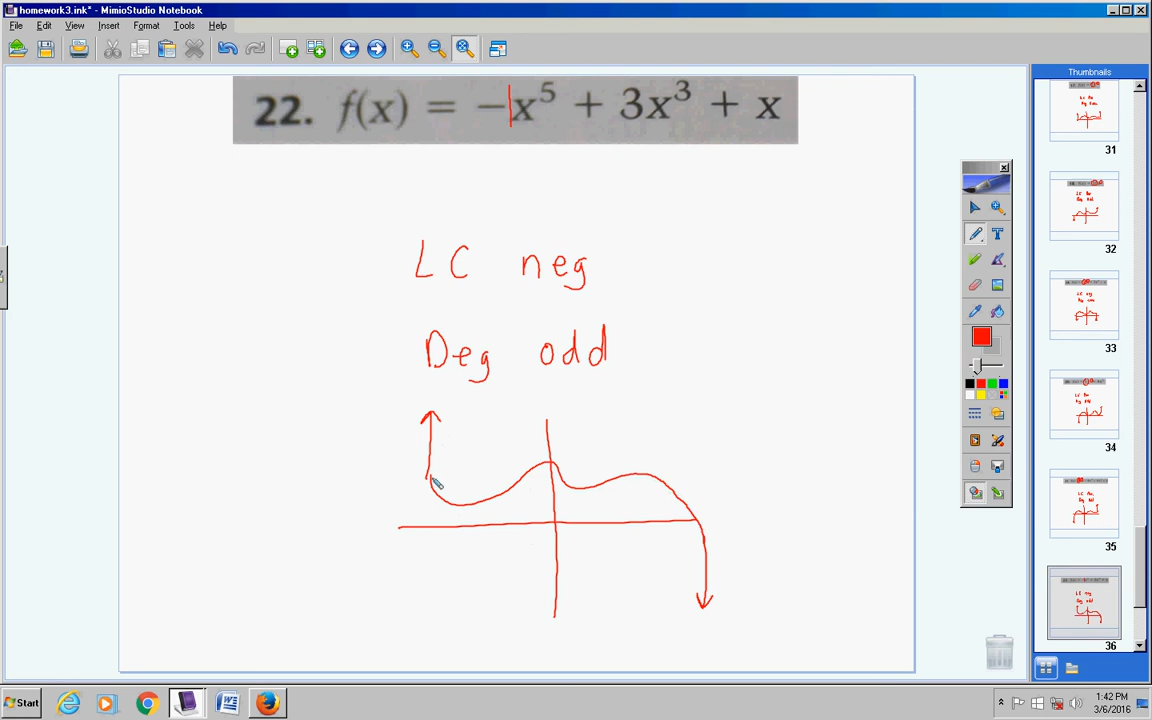 homework3.ink* - MimioStudio Notebook
File Edit View Insert Format Tools Help
Thumbnails
22. f(x) = -1x⁵ + 3x³ + x
LC neg
Deg odd
31
32
33
34
35
36
Start
1:42 PM
3/6/2016